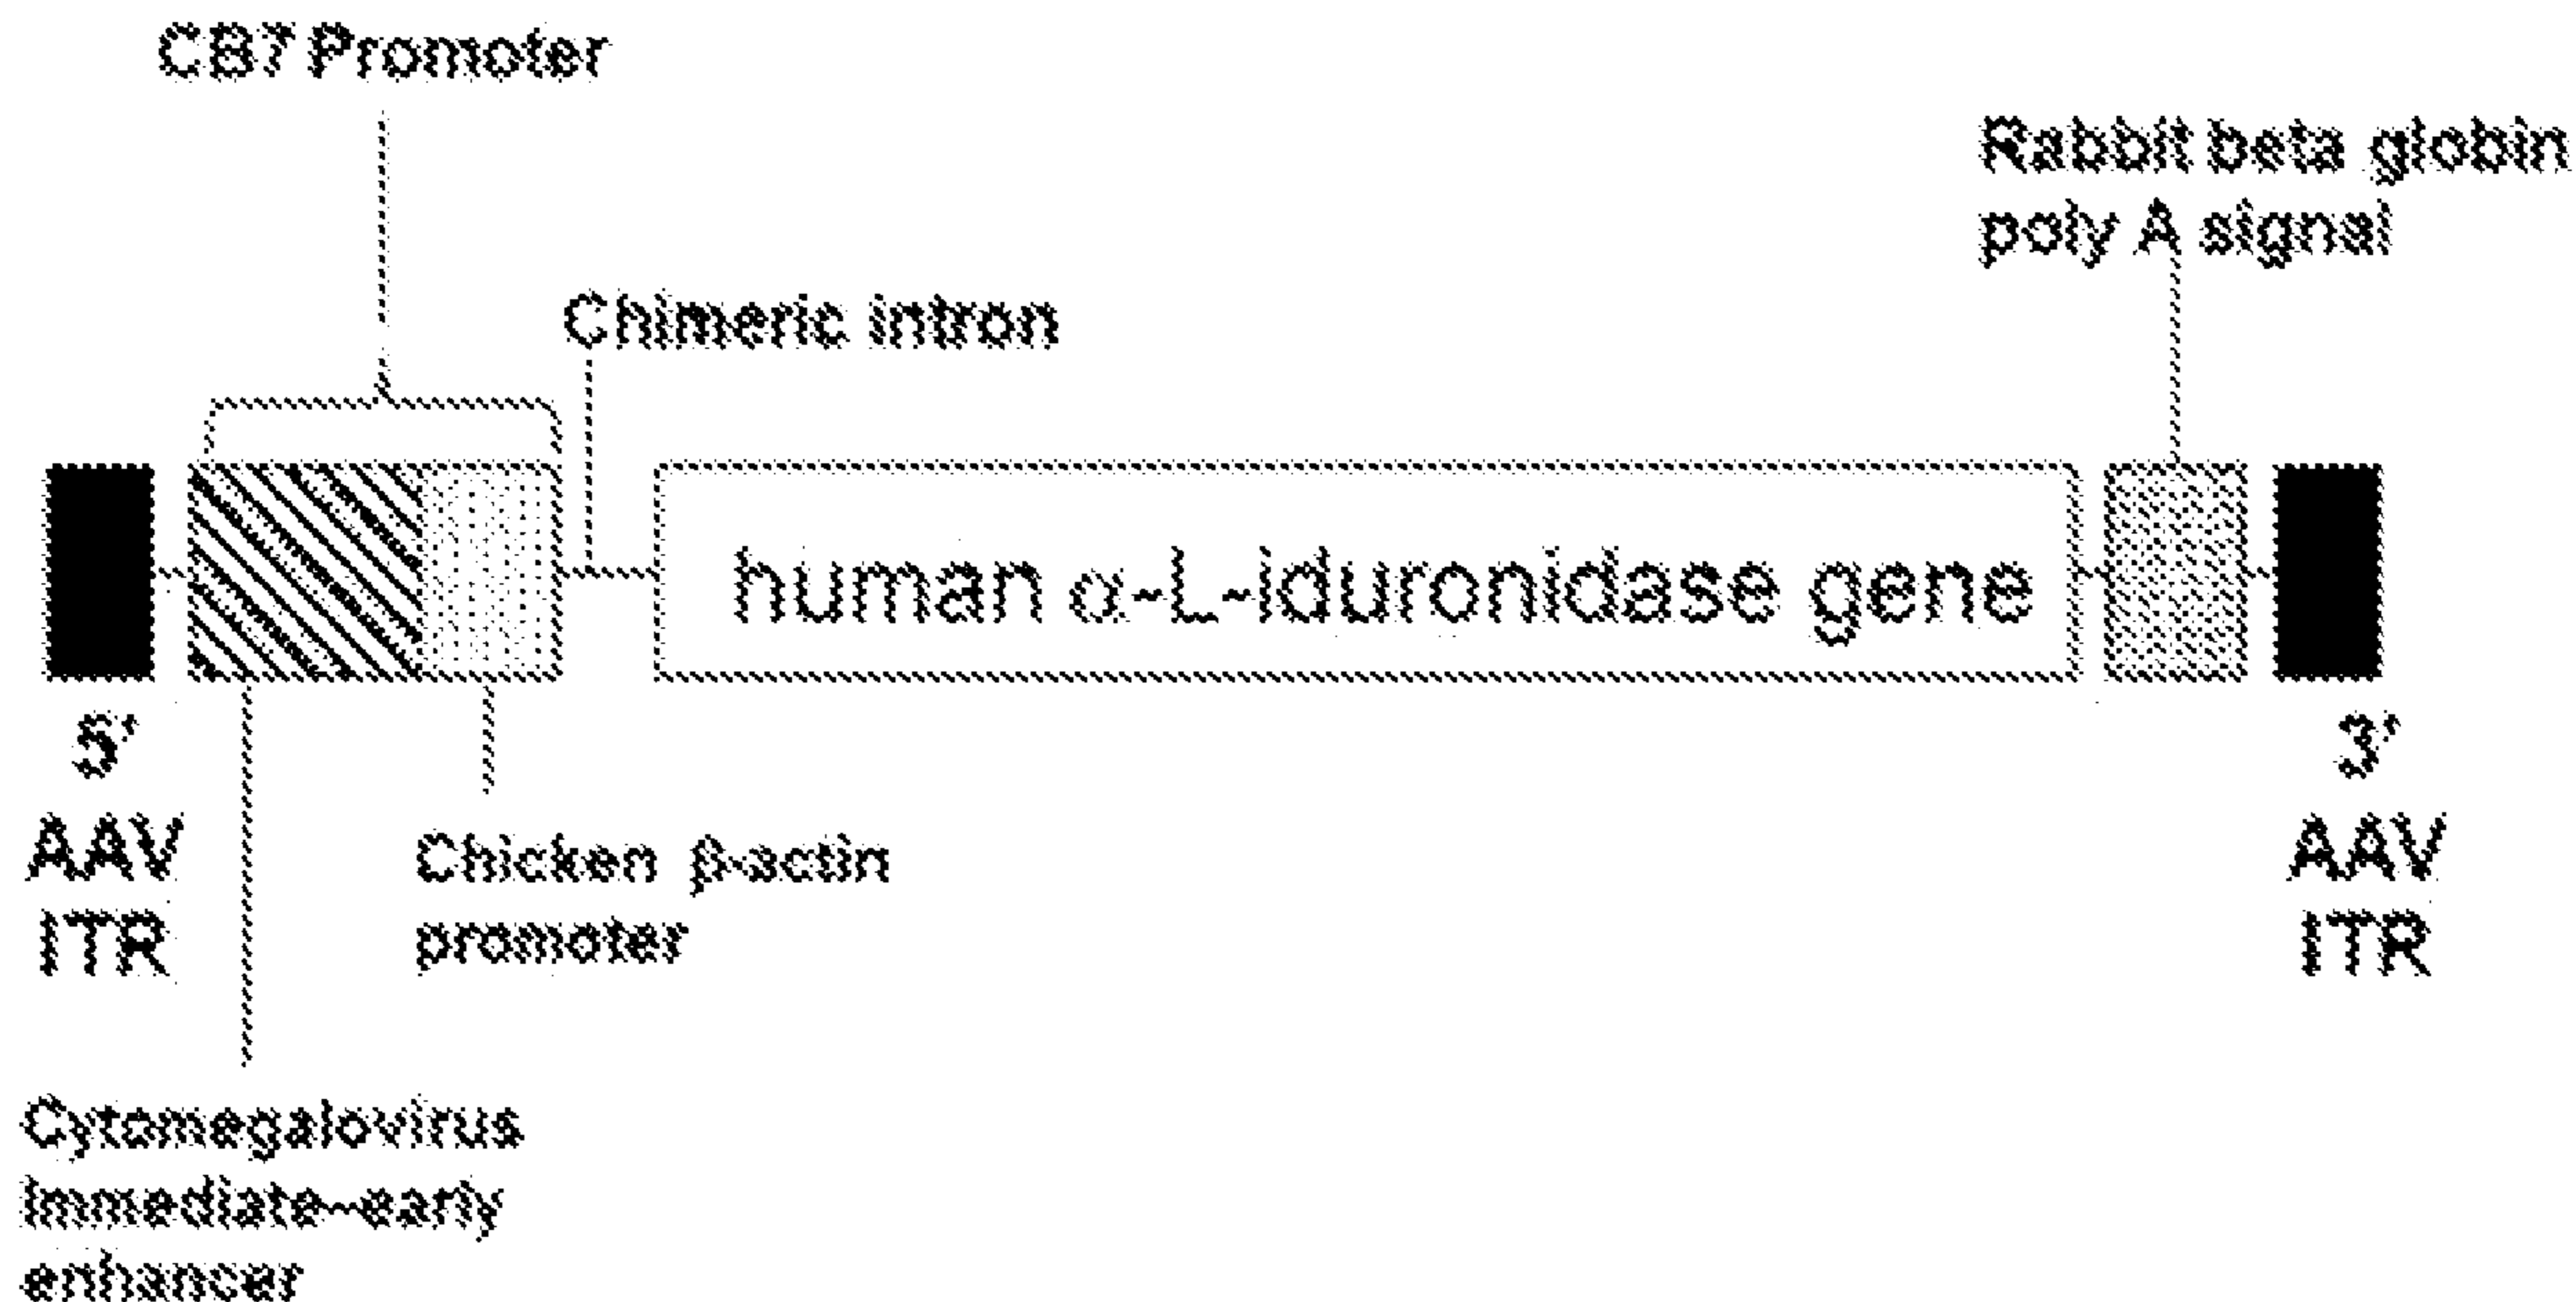 CB7 Promoter
Rabbit beta globin
poly A signal
Chimeric intron
human α-L-iduronidase gene
5'
AAV
ITR
3'
AAV
ITR
Chicken β-actin
promoter
Cytomegalovirus
immediate-early
enhancer